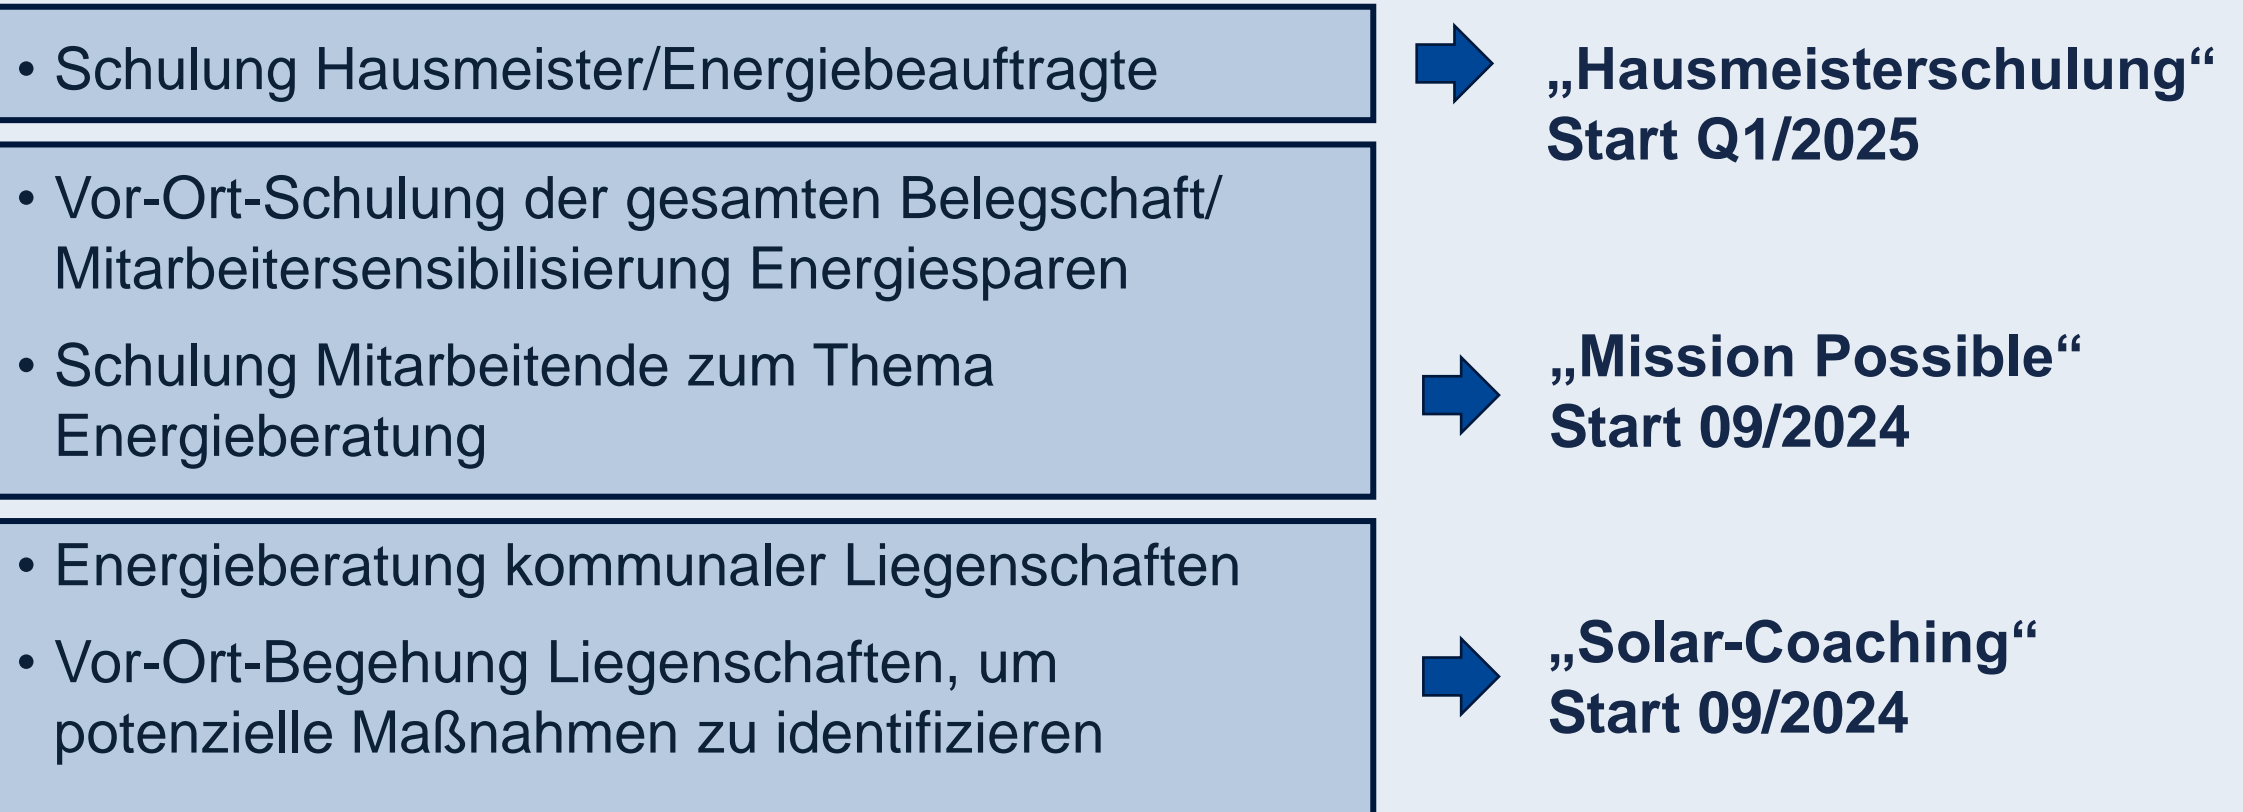 • Schulung Hausmeister/Energiebeauftragte
„Hausmeisterschulung“
Start Q1/2025
• Vor-Ort-Schulung der gesamten Belegschaft/
Mitarbeitersensibilisierung Energiesparen
• Schulung Mitarbeitende zum Thema
Energieberatung
„Mission Possible“
Start 09/2024
• Energieberatung kommunaler Liegenschaften
• Vor-Ort-Begehung Liegenschaften, um
potenzielle Maßnahmen zu identifizieren
„Solar-Coaching“
Start 09/2024